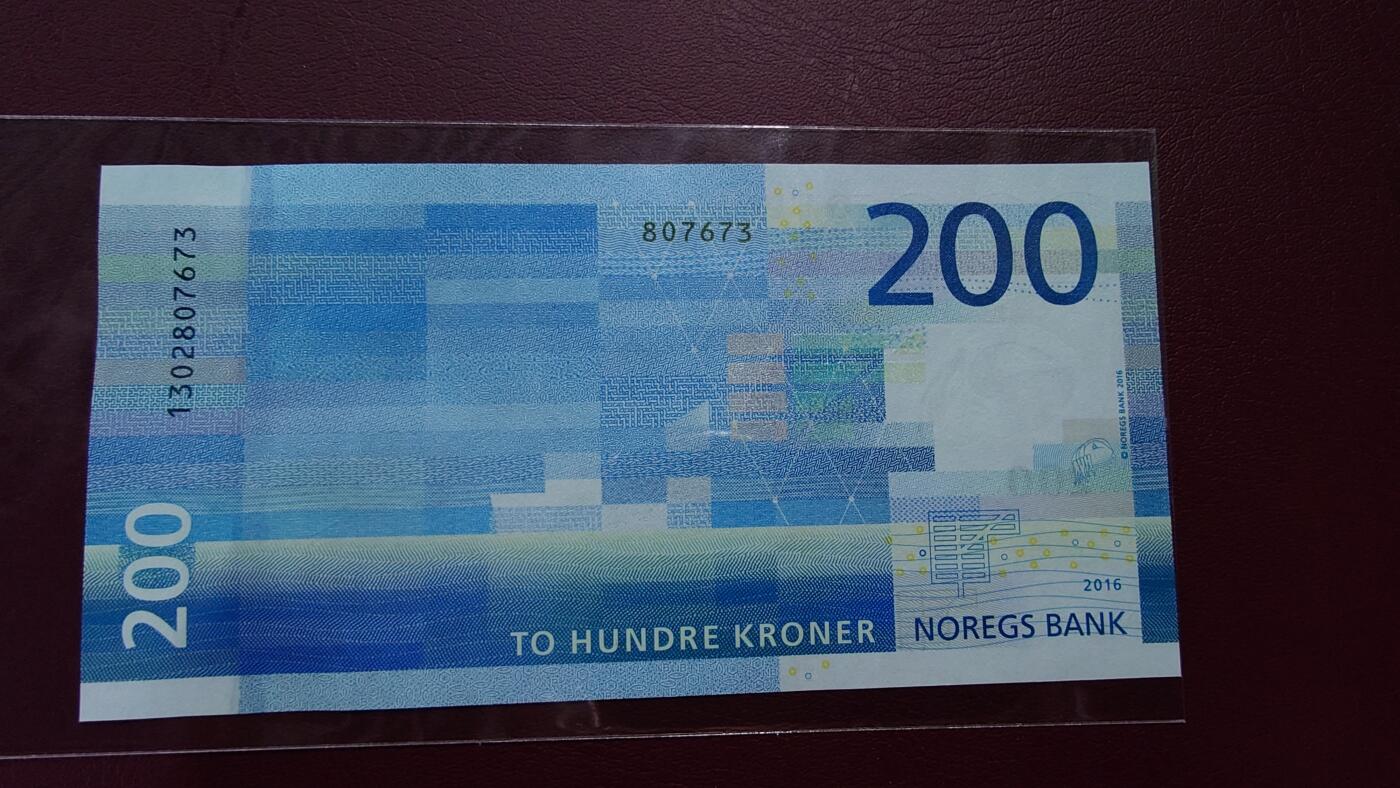 807673
200
1302807673
200
© NOREGS BANK 2016
2016
TO HUNDRE KRONER
NOREGS BANK